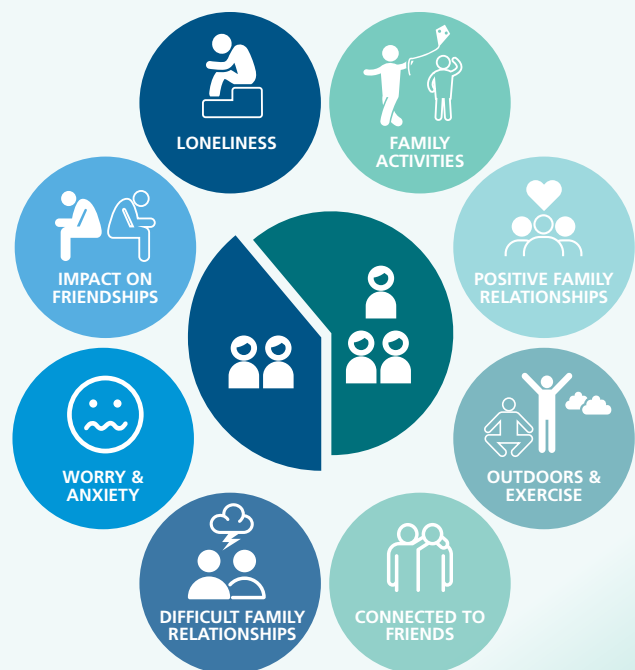 LONELINESS
FAMILY
ACTIVITIES
IMPACT ON
FRIENDSHIPS
POSITIVE FAMILY
RELATIONSHIPS
WORRY &
ANXIETY
OUTDOORS &
EXERCISE
DIFFICULT FAMILY
RELATIONSHIPS
CONNECTED TO
FRIENDS